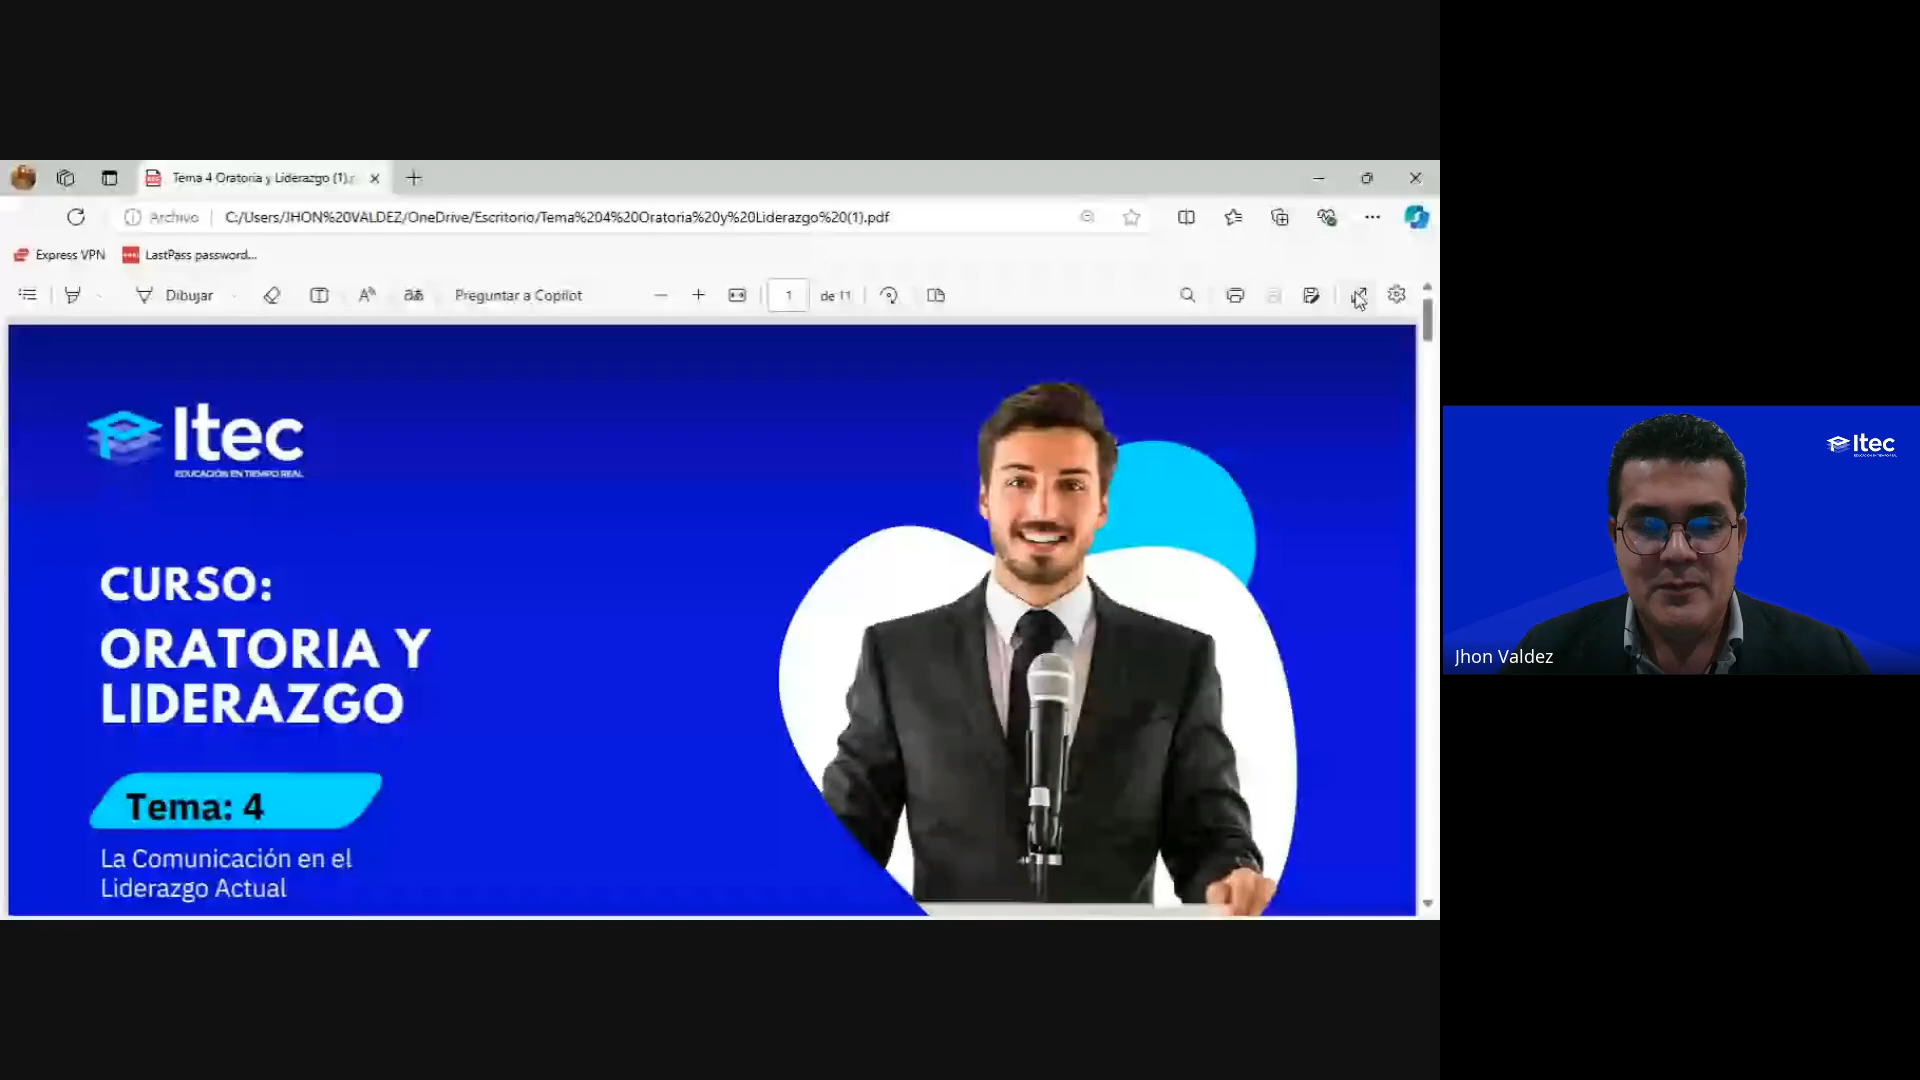 Tema 4 Oratoria y Liderazgo (1).p
Archivo
C:/Users/JHON%20VALDEZ/OneDrive/Escritorio/Tema%204%20Oratoria%20y%20Liderazgo%20(1).pdf
Express VPN
LastPass password...
Dibujar
Preguntar a Copilot
1
de 11
Itec
EDUCACIÓN EN TIEMPO REAL
CURSO:
ORATORIA Y
LIDERAZGO
Tema: 4
La Comunicación en el
Liderazgo Actual
Itec
Jhon Valdez